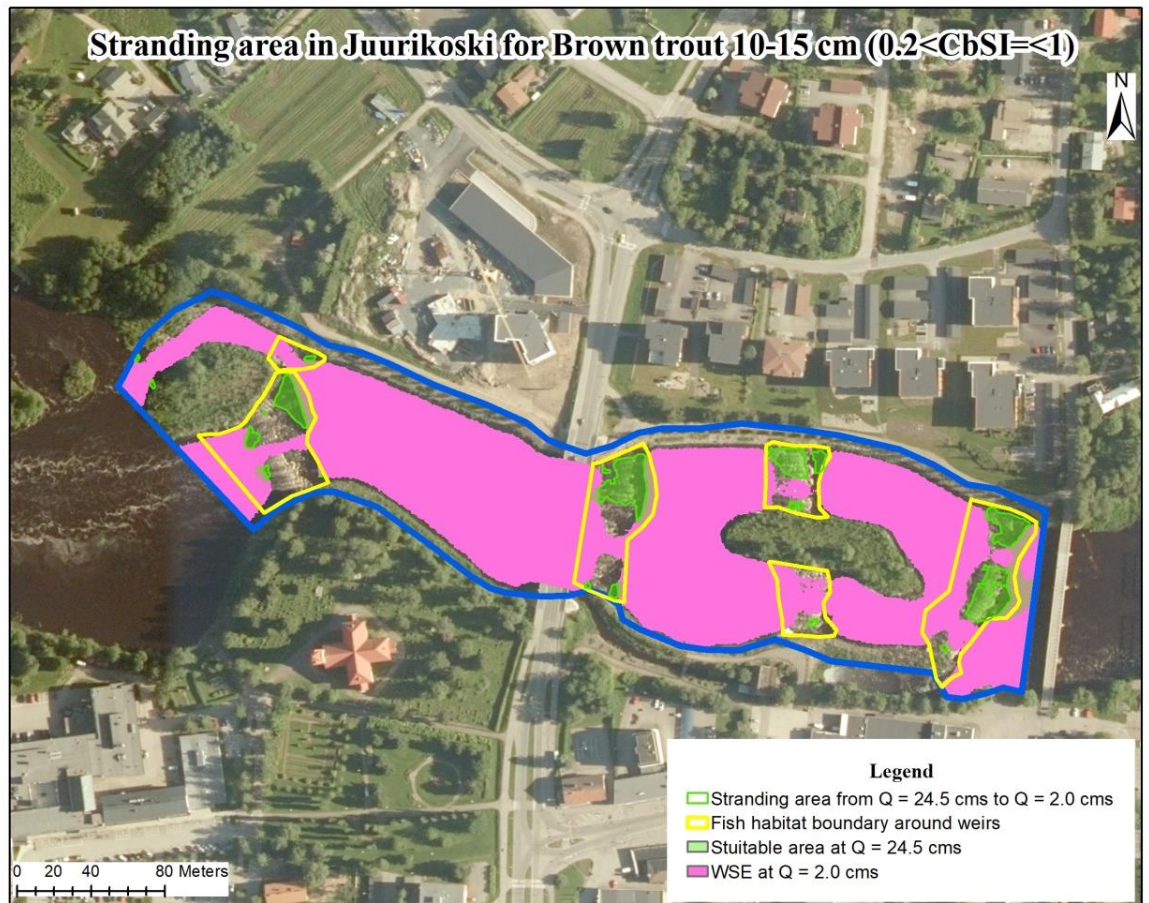 Stranding area in Juurikoski for Brown trout 10-15 cm (0.2<CbSI=<1)
N
Legend
Stranding area from Q = 24.5 cms to Q = 2.0 cms
Fish habitat boundary around weirs
Stuitable area at Q = 24.5 cms
WSE at Q = 2.0 cms
0 20 40 80 Meters